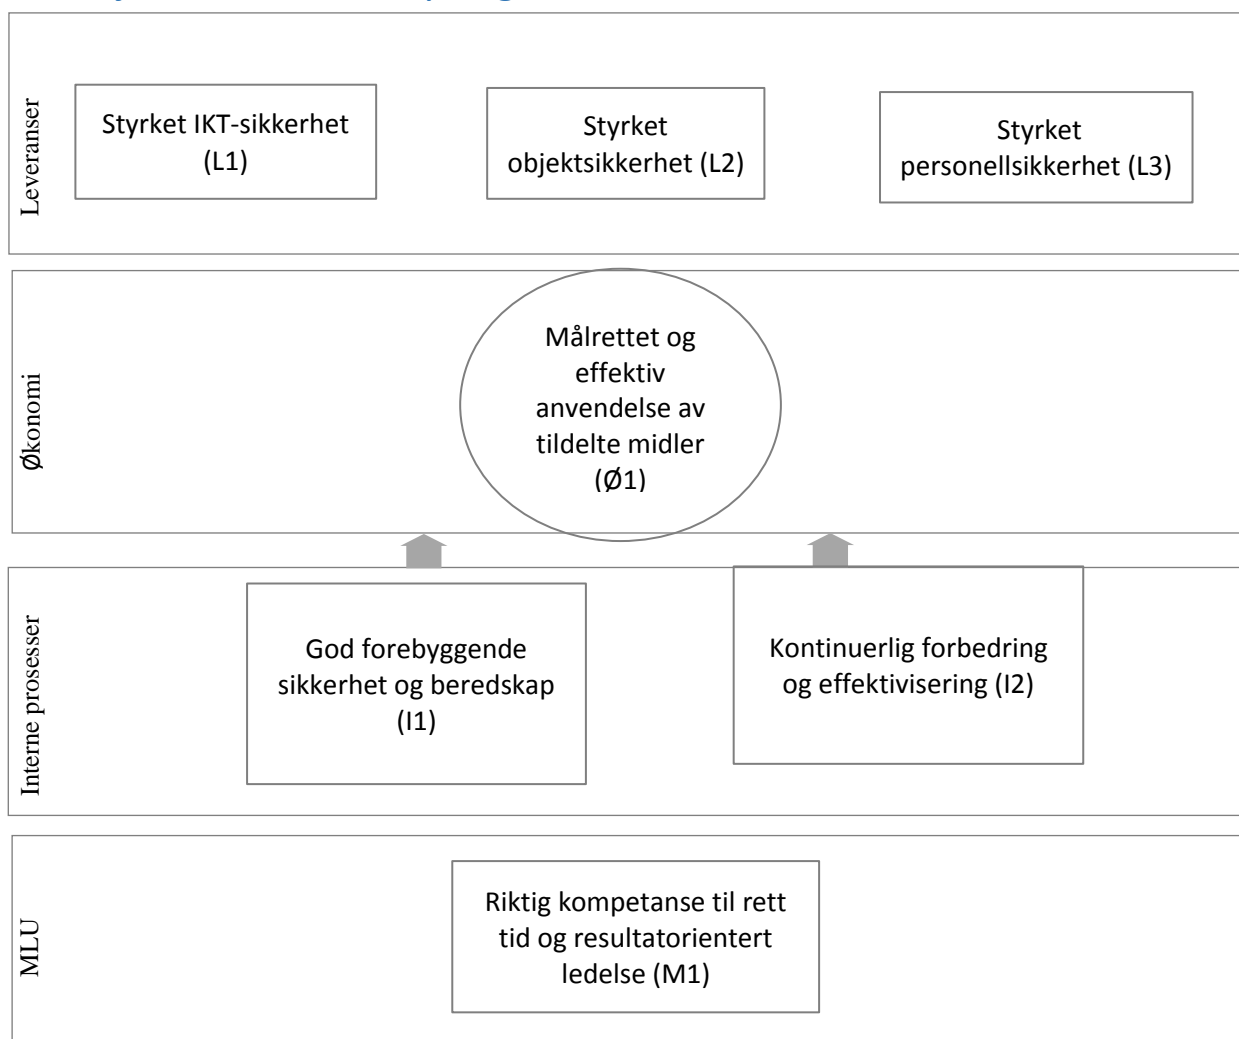 Leveranser
Styrket IKT-sikkerhet
(L1)
Styrket
objektsikkerhet (L2)
Styrket
personellsikkerhet (L3)
Økonomi
Målrettet og
effektiv
anvendelse av
tildelte midler
(Ø1)
Interne prosesser
God forebyggende
sikkerhet og beredskap
(I1)
Kontinuerlig forbedring
og effektivisering (I2)
MLU
Riktig kompetanse til rett
tid og resultatorientert
ledelse (M1)